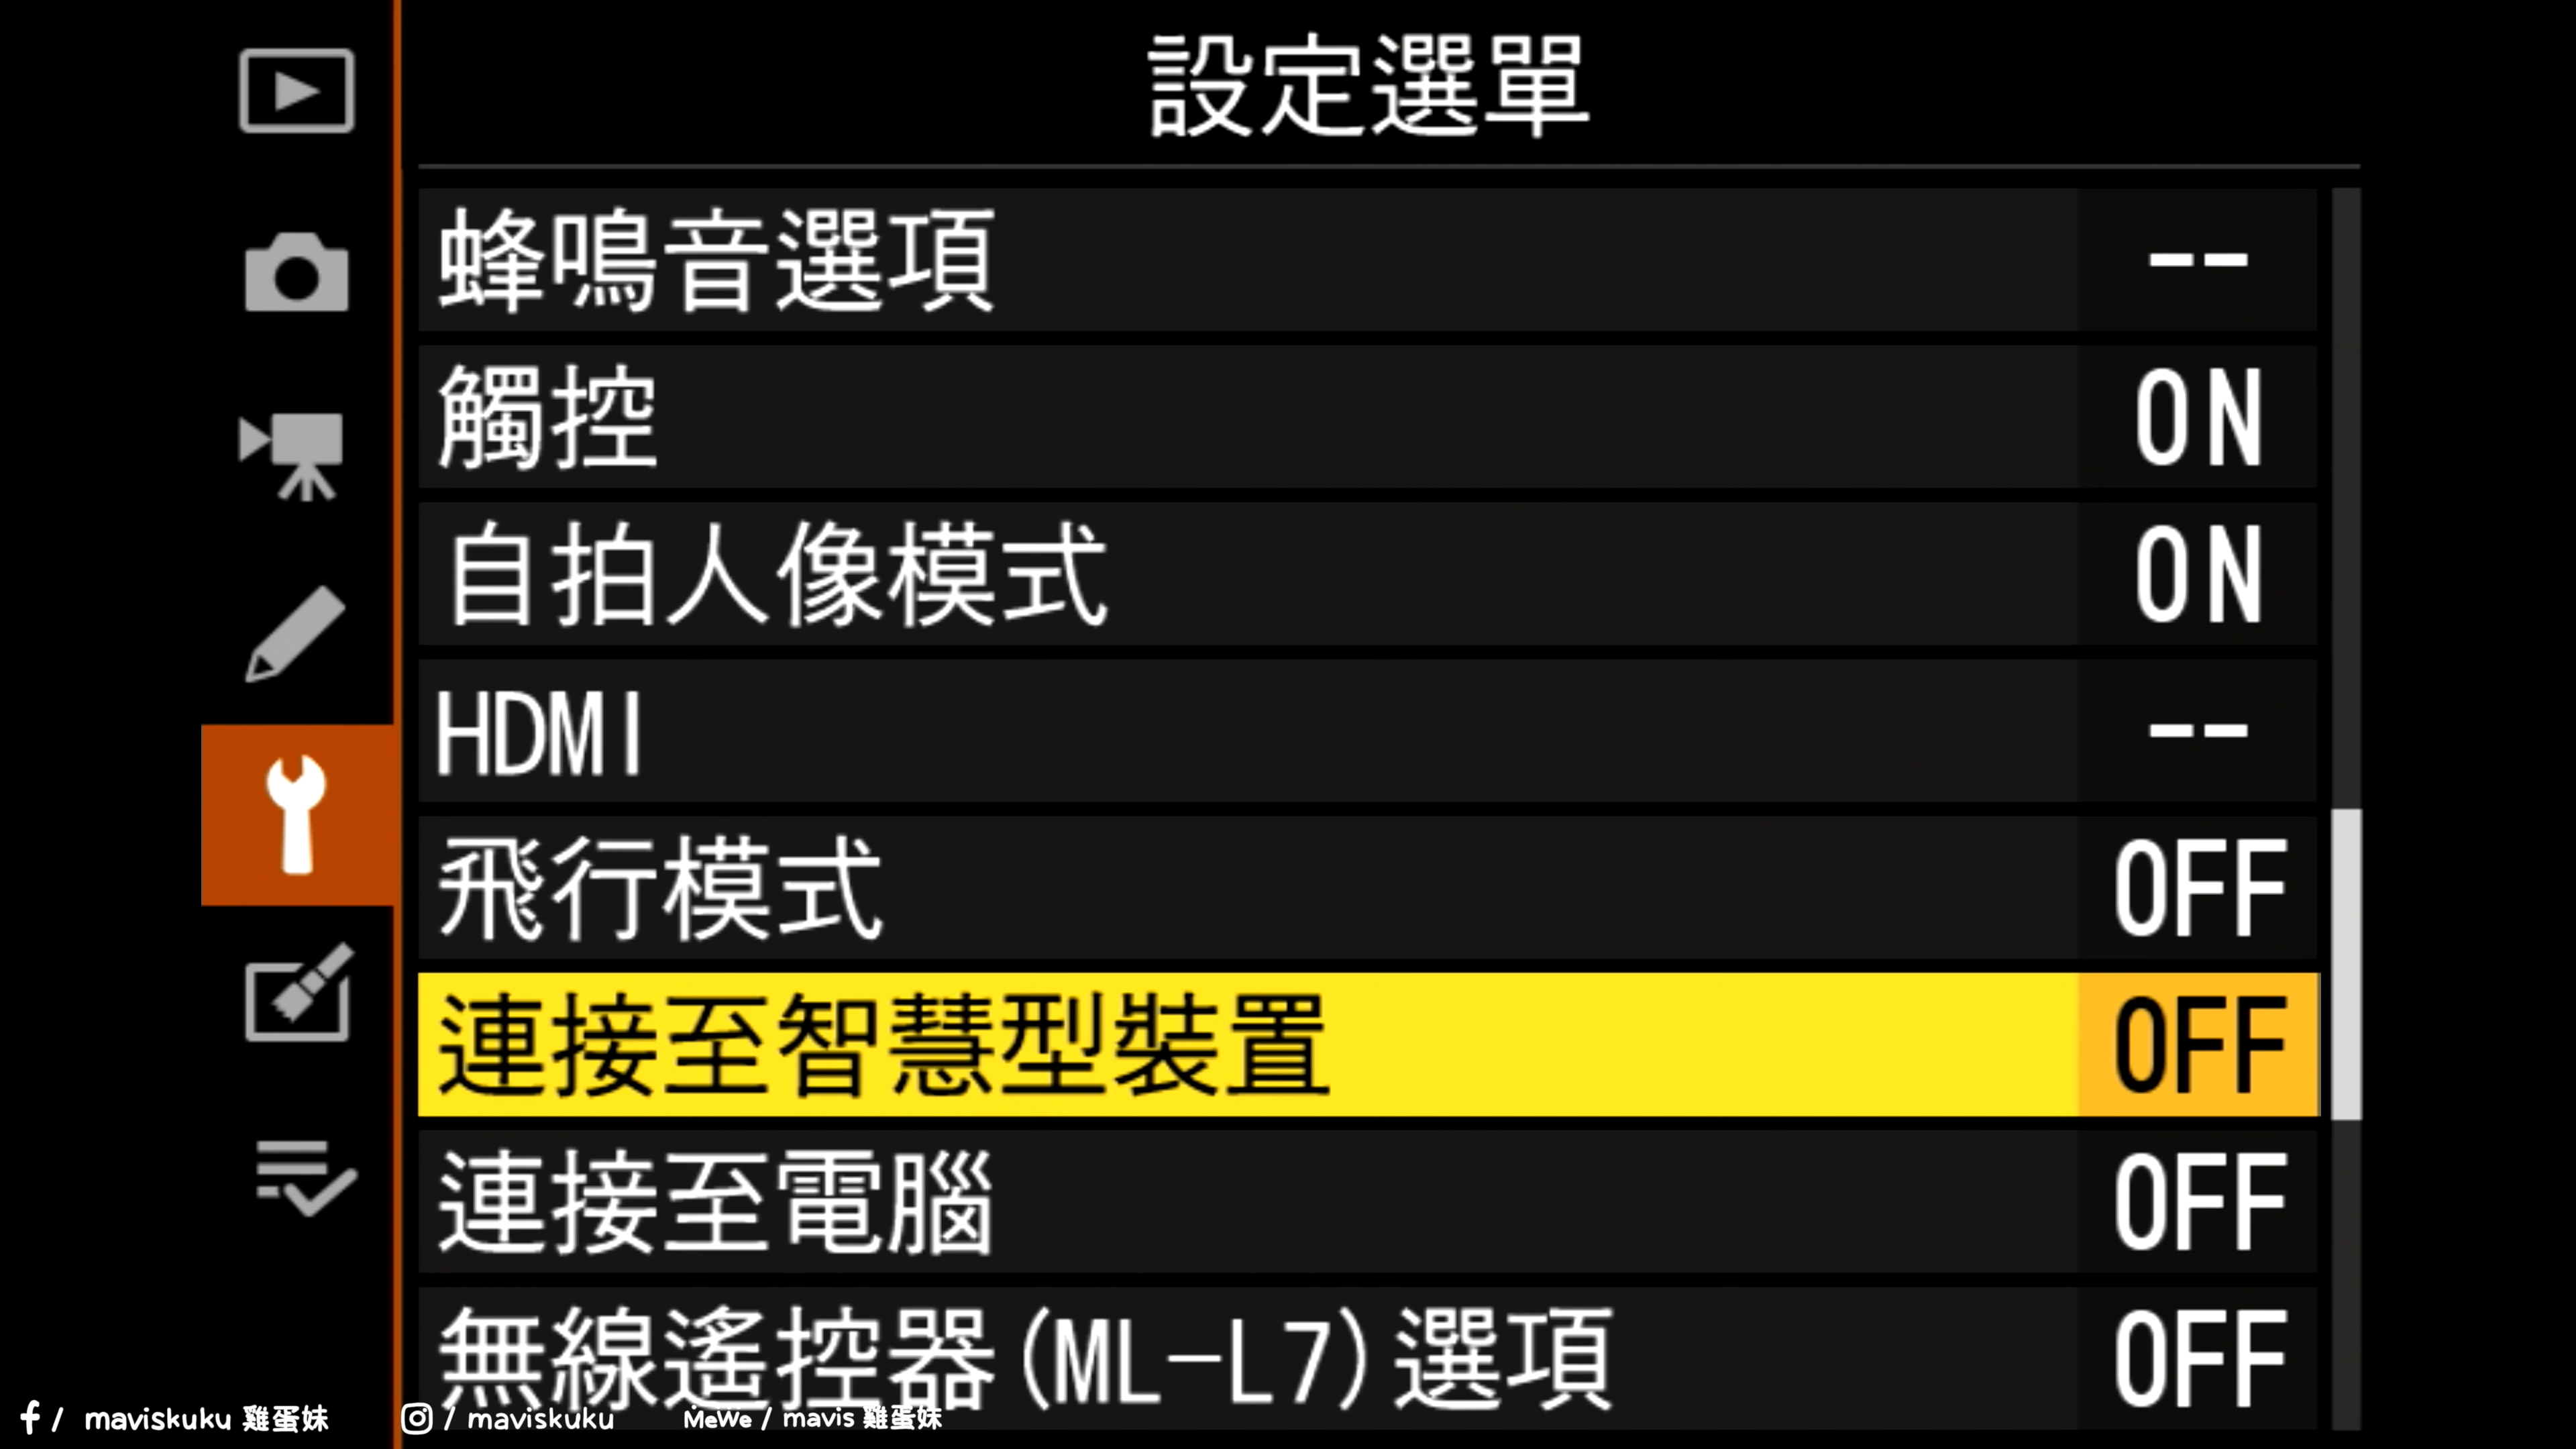 設定選單
蜂鳴音選項 --
觸控 ON
自拍人像模式 ON
HDMI --
飛行模式 OFF
連接至智慧型裝置 OFF
連接至電腦 OFF
無線遙控器(ML-L7)選項 OFF
f / maviskuku 雞蛋妹 / maviskuku MeWe / mavis 雞蛋妹